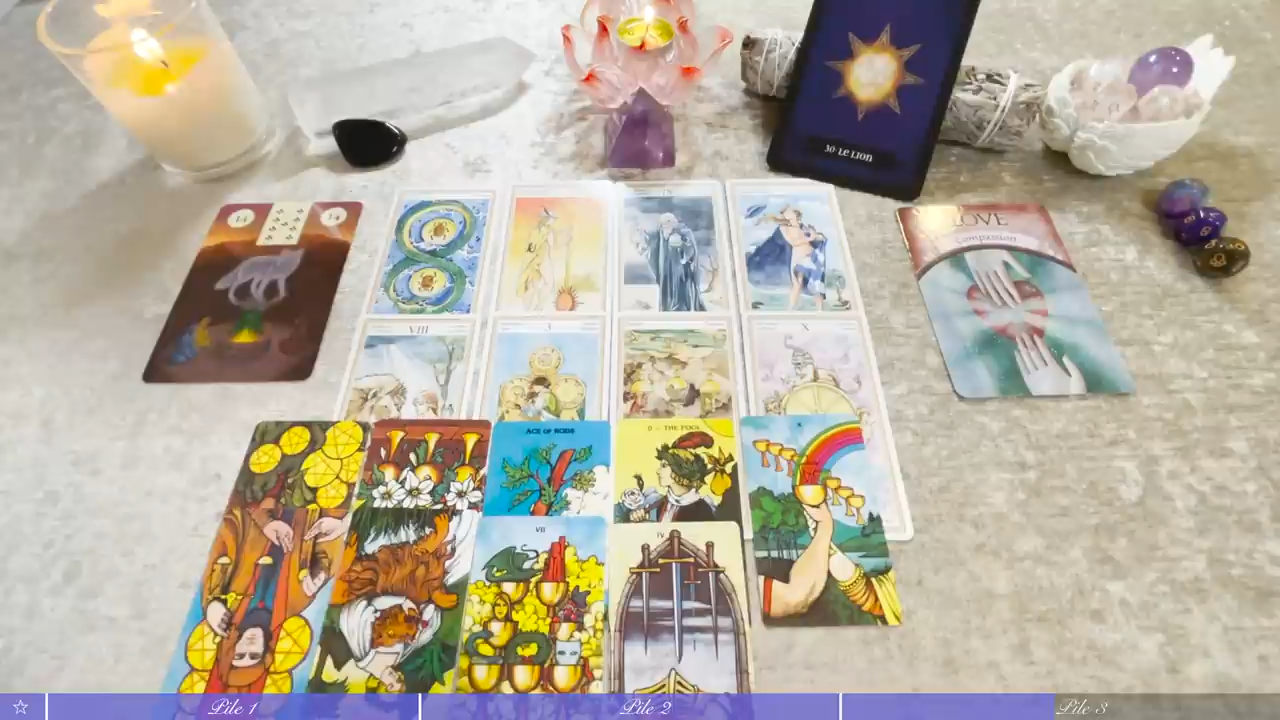 30 Le Lion
14
14
LOVE
Compassion
VIII
X
ACE OF RODS
0 - THE FOOL
X
VII
IV
Pile 1
Pile 2
Pile 3